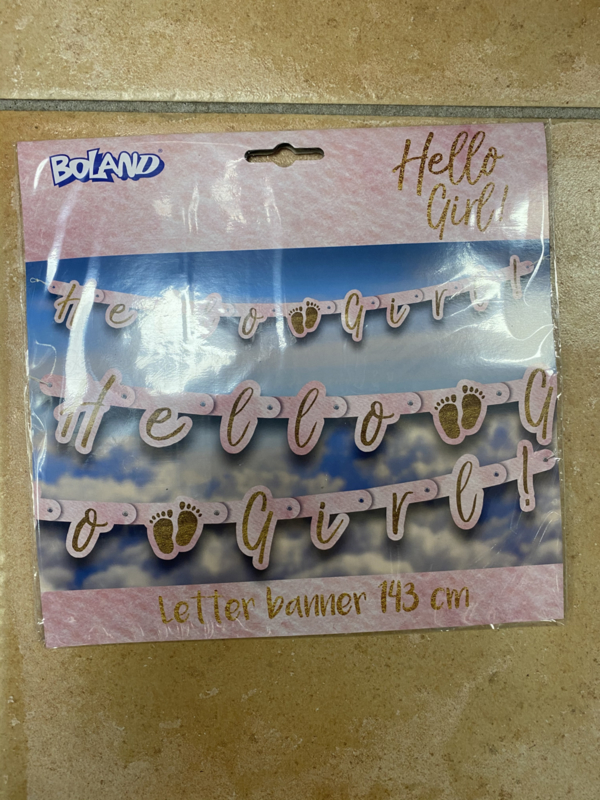 BOLAND
Hello
Girl!
Hello Girl!
Hello G
o Girl!
Letter banner 143 cm